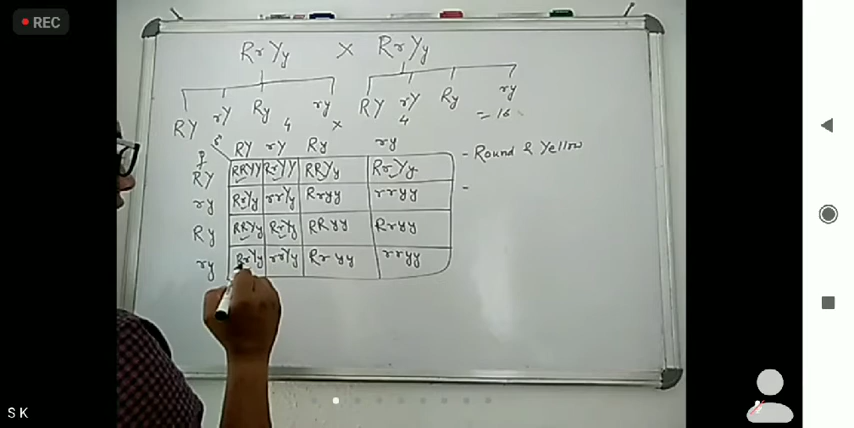 REC
RrYy × RrYy
RY rY Ry ry RY rY Ry ry
4 × 4 = 16
♂ RY rY Ry ry
♀
RY RRYY RrYY RRYy RrYy - Round & Yellow
ry RrYy rrYy Rryy rryy -
Ry RRYy RrYy RRyy Rryy
ry RrYy rrYy Rryy rryy
S K